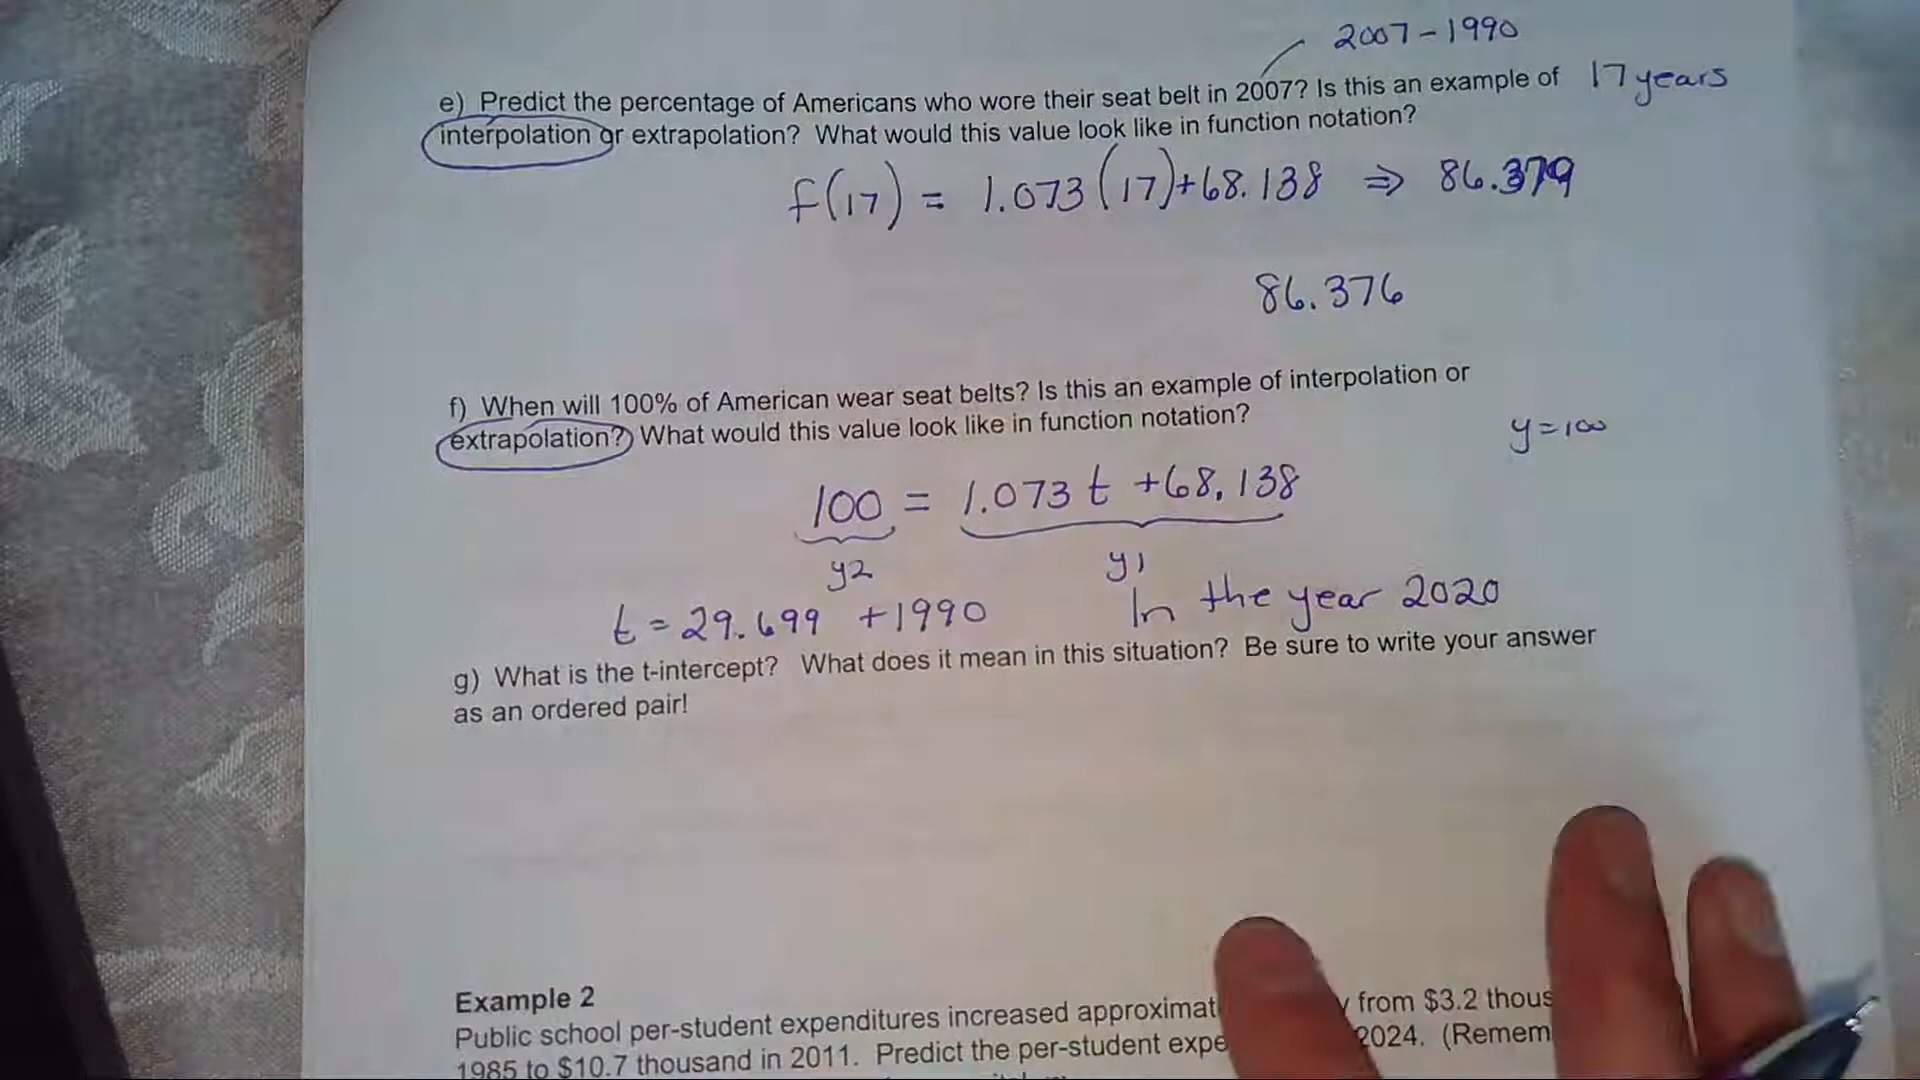 2007 - 1990
e) Predict the percentage of Americans who wore their seat belt in 2007? Is this an example of 17 years
interpolation or extrapolation? What would this value look like in function notation?
f(17) = 1.073(17)+68.138 ⇒ 86.379
86.376
f) When will 100% of American wear seat belts? Is this an example of interpolation or
extrapolation? What would this value look like in function notation?
y=100
100 = 1.073 t +68.138
y2 y1
t = 29.699 +1990 In the year 2020
g) What is the t-intercept? What does it mean in this situation? Be sure to write your answer
as an ordered pair!
Example 2
Public school per-student expenditures increased approximat y from $3.2 thous
1985 to $10.7 thousand in 2011. Predict the per-student expe 2024. (Remem